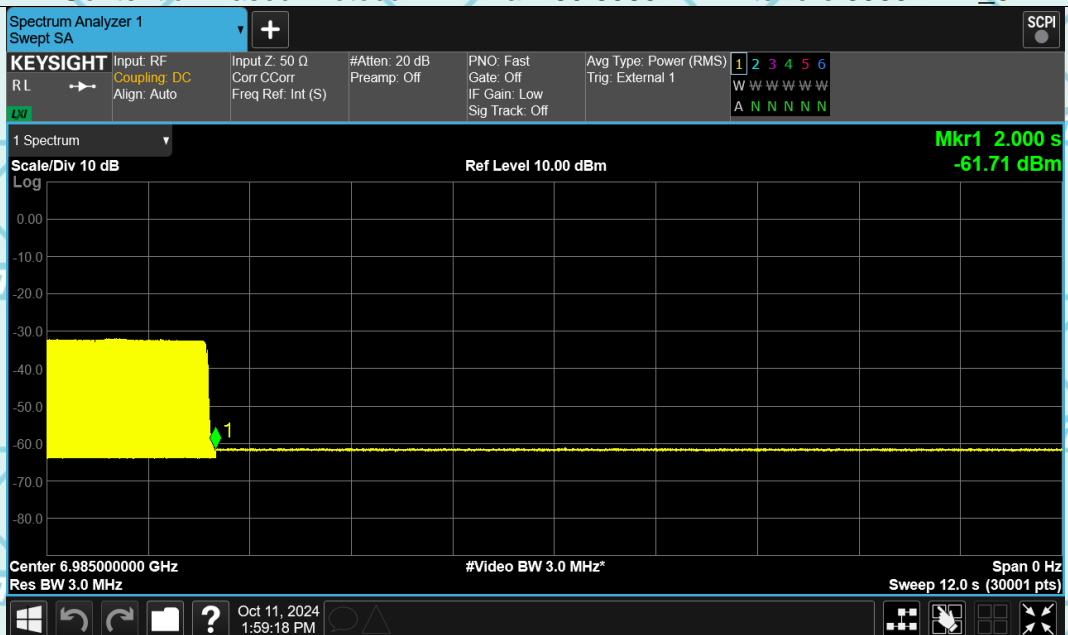 Spectrum Analyzer 1
Swept SA
+
SCPI
KEYSIGHT
RL
LXI
Input: RF
Coupling: DC
Align: Auto
Input Z: 50 Ω
Corr CCorr
Freq Ref: Int (S)
#Atten: 20 dB
Preamp: Off
PNO: Fast
Gate: Off
IF Gain: Low
Sig Track: Off
Avg Type: Power (RMS)
Trig: External 1
1 2 3 4 5 6
W W W W W W
A N N N N N
1 Spectrum
Mkr1 2.000 s
-61.71 dBm
Scale/Div 10 dB
Ref Level 10.00 dBm
Log
0.00
-10.0
-20.0
-30.0
-40.0
-50.0
-60.0
-70.0
-80.0
1
Center 6.985000000 GHz
#Video BW 3.0 MHz*
Span 0 Hz
Res BW 3.0 MHz
Sweep 12.0 s (30001 pts)
?
Oct 11, 2024
1:59:18 PM